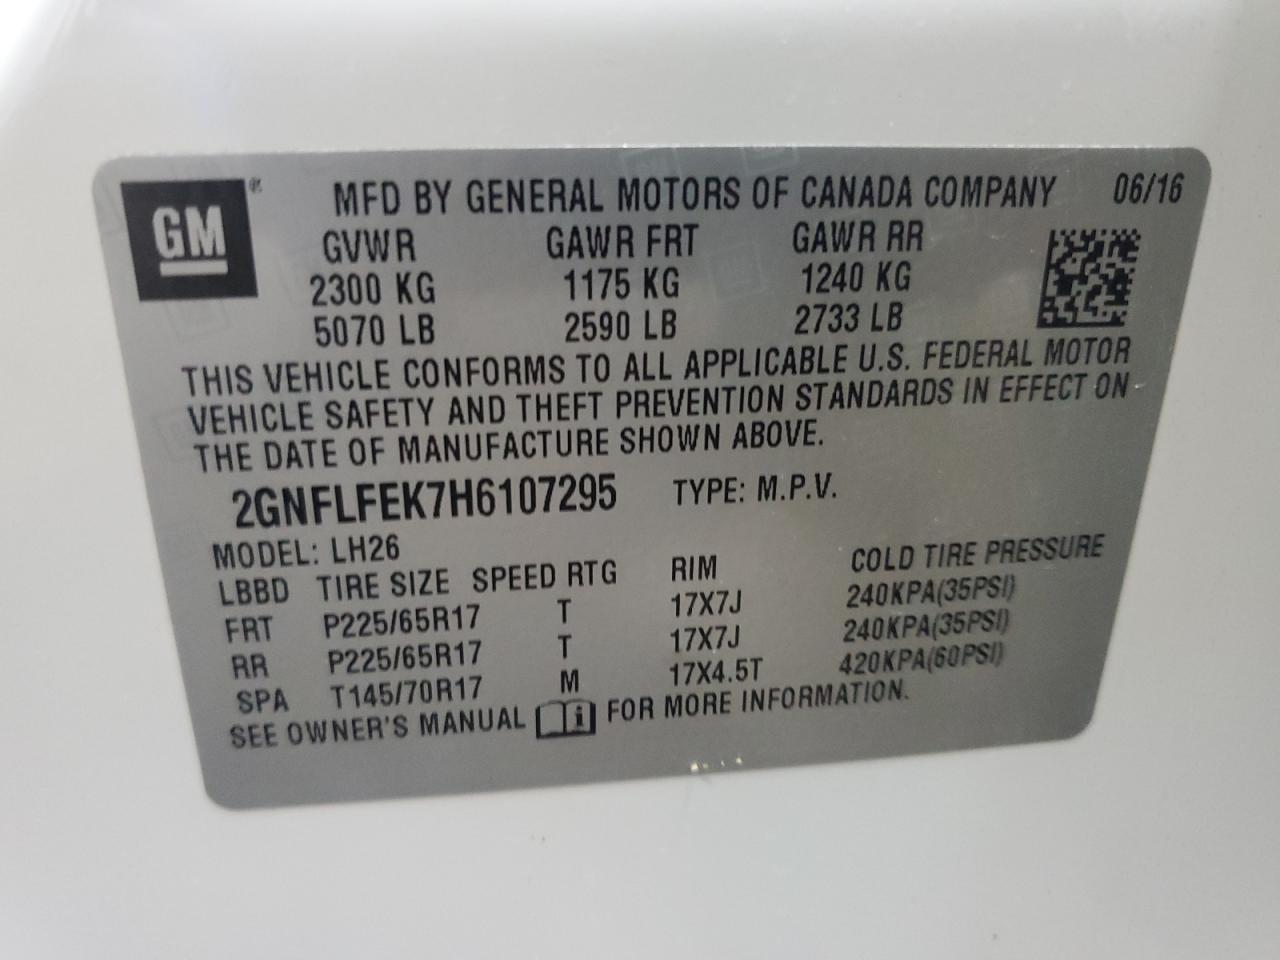 GM®
MFD BY GENERAL MOTORS OF CANADA COMPANY 06/16
GVWR GAWR FRT GAWR RR
2300 KG 1175 KG 1240 KG
5070 LB 2590 LB 2733 LB
THIS VEHICLE CONFORMS TO ALL APPLICABLE U.S. FEDERAL MOTOR
VEHICLE SAFETY AND THEFT PREVENTION STANDARDS IN EFFECT ON
THE DATE OF MANUFACTURE SHOWN ABOVE.
2GNFLFEK7H6107295 TYPE: M.P.V.
MODEL: LH26
LBBD TIRE SIZE SPEED RTG RIM COLD TIRE PRESSURE
FRT P225/65R17 T 17X7J 240KPA(35PSI)
RR P225/65R17 T 17X7J 240KPA(35PSI)
SPA T145/70R17 M 17X4.5T 420KPA(60PSI)
SEE OWNER'S MANUAL i FOR MORE INFORMATION.